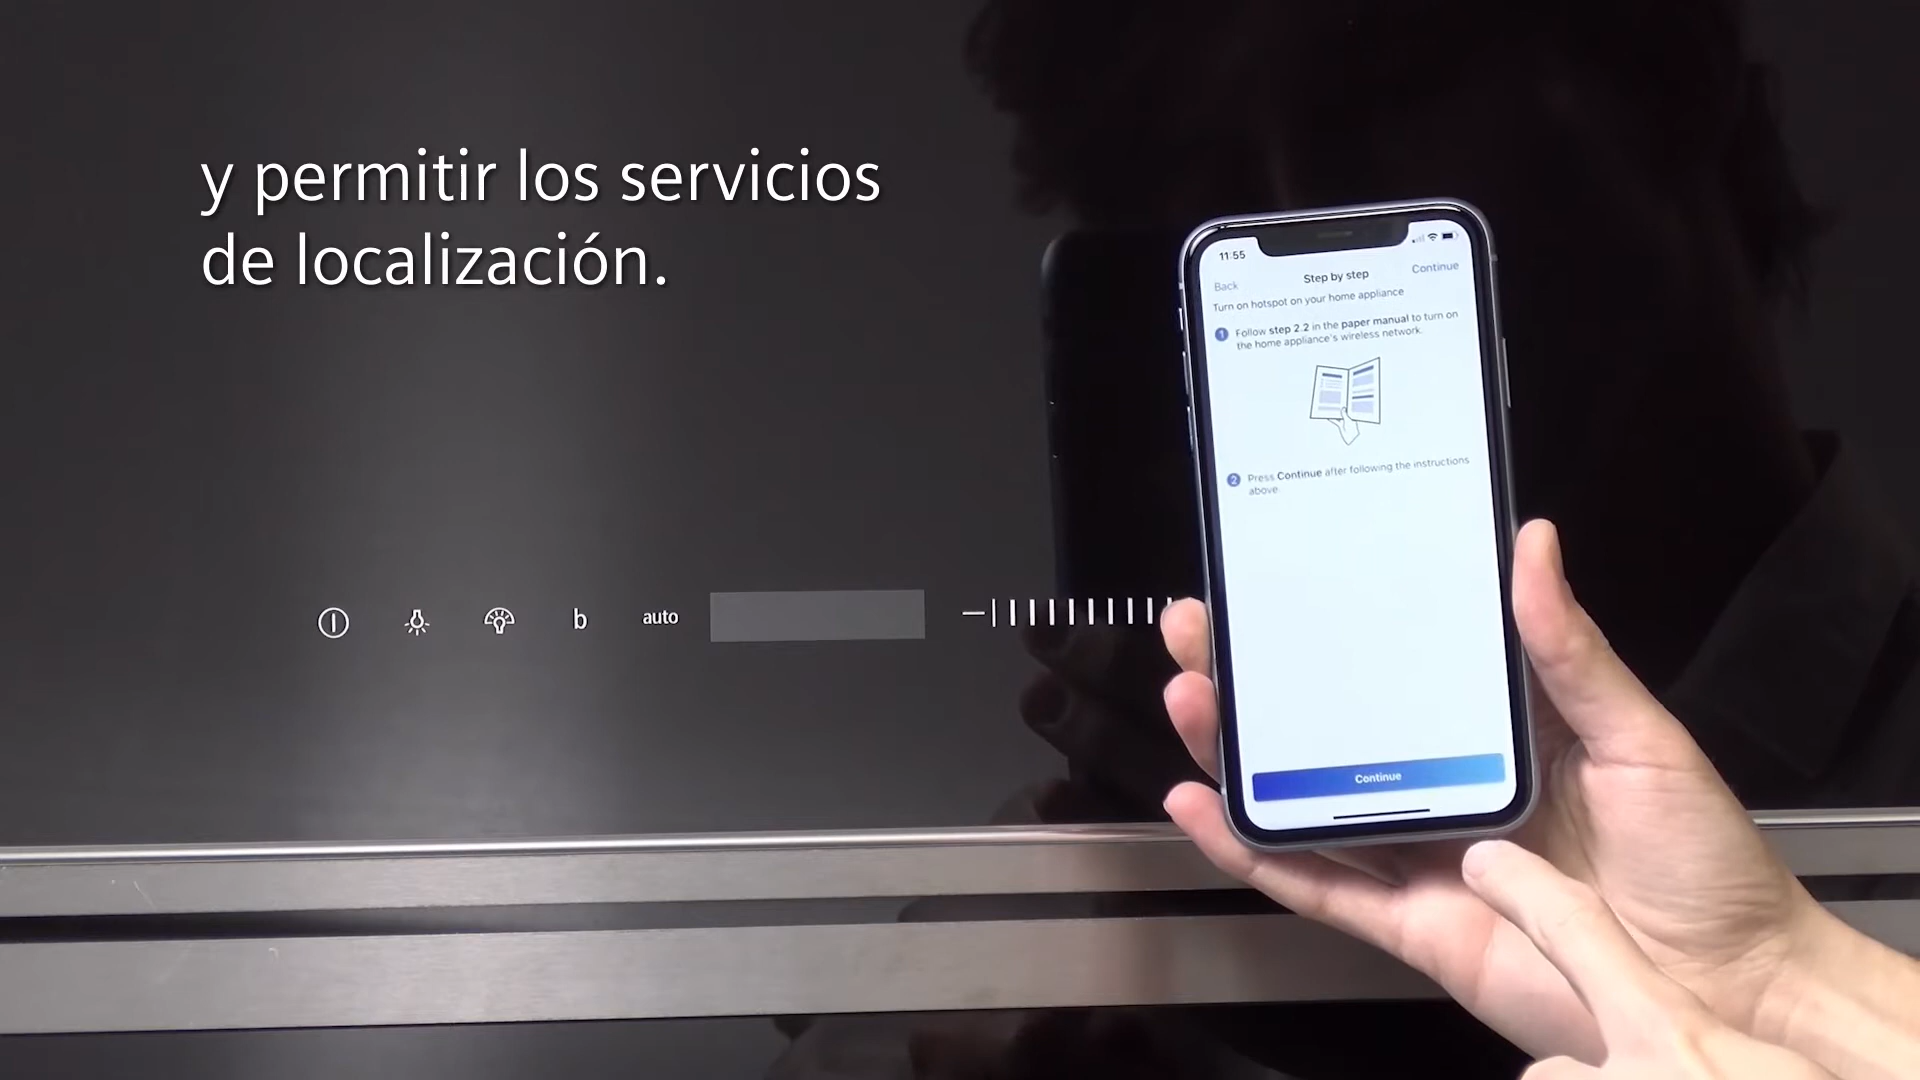 y permitir los servicios
de localización.
11:55
Back
Step by step
Continue
Turn on hotspot on your home appliance
1 Follow step 2.2 in the paper manual to turn on
the home appliance's wireless network.
2 Press Continue after following the instructions
above.
Continue
b
auto